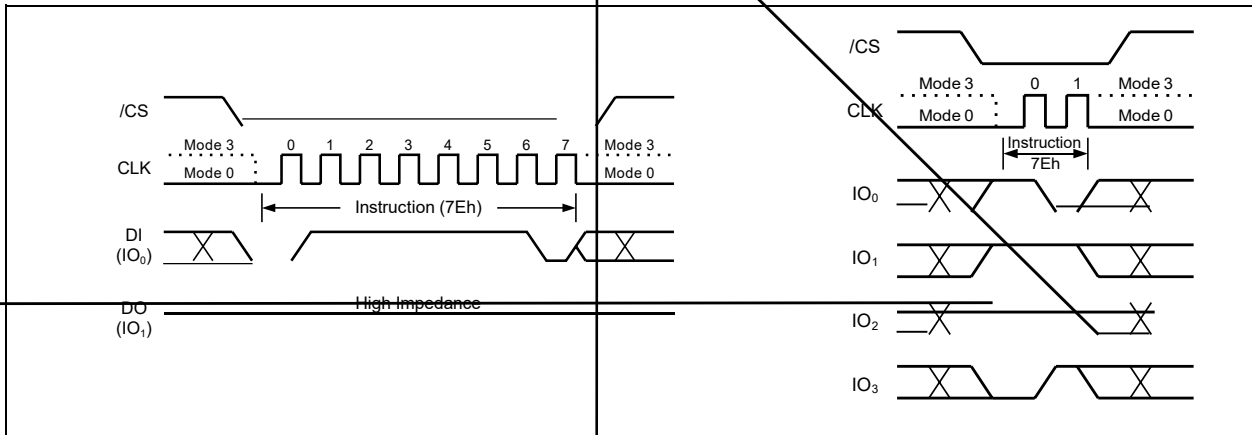 /CS
CLK
Mode 3
Mode 0
0 1 2 3 4 5 6 7
Mode 3
Mode 0
Instruction (7Eh)
DI
(IO₀)
DO
(IO₁)
High Impedance
/CS
CLK
Mode 3
Mode 0
0 1
Mode 3
Mode 0
Instruction
7Eh
IO₀
IO₁
IO₂
IO₃